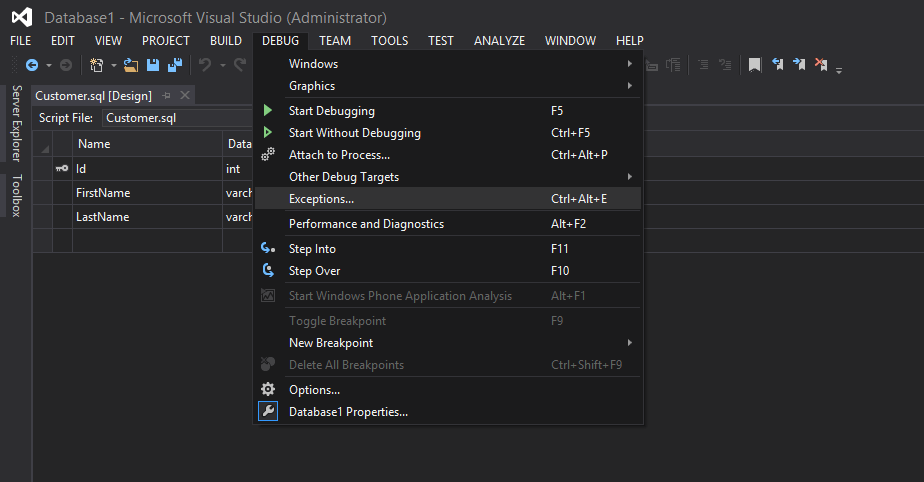 Database1 - Microsoft Visual Studio (Administrator)
FILE EDIT VIEW PROJECT BUILD DEBUG TEAM TOOLS TEST ANALYZE WINDOW HELP
Server Explorer
Toolbox
Customer.sql [Design]
Script File: Customer.sql
Name Data
Id int
FirstName varch
LastName varch
Windows
Graphics
Start Debugging F5
Start Without Debugging Ctrl+F5
Attach to Process... Ctrl+Alt+P
Other Debug Targets
Exceptions... Ctrl+Alt+E
Performance and Diagnostics Alt+F2
Step Into F11
Step Over F10
Start Windows Phone Application Analysis Alt+F1
Toggle Breakpoint F9
New Breakpoint
Delete All Breakpoints Ctrl+Shift+F9
Options...
Database1 Properties...